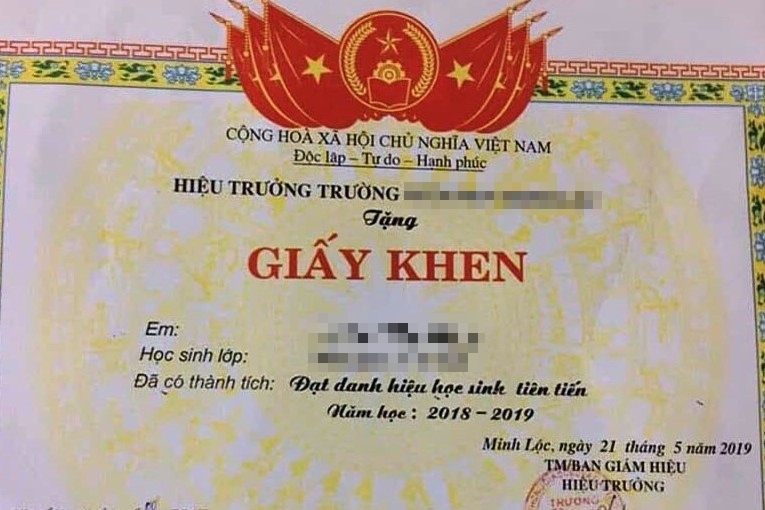 CỘNG HOÀ XÃ HỘI CHỦ NGHĨA VIỆT NAM
Độc lập – Tự do – Hạnh phúc
HIỆU TRƯỞNG TRƯỜNG
Tặng
GIẤY KHEN
Em:
Học sinh lớp:
Đã có thành tích: Đạt danh hiệu học sinh tiên tiến
Năm học : 2018 – 2019
Minh Lộc, ngày 21 tháng 5 năm 2019
TM/BAN GIÁM HIỆU
HIỆU TRƯỞNG
TRƯỜNG